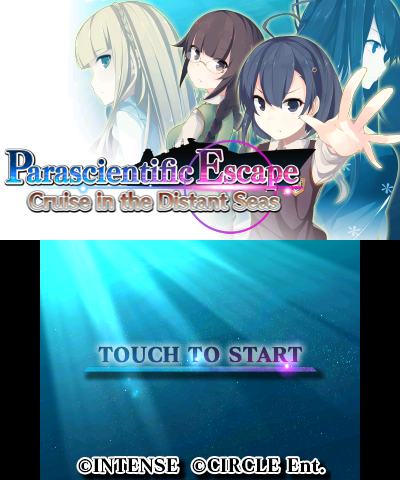 Parascientific Escape
Cruise in the Distant Seas
TOUCH TO START
©INTENSE ©CIRCLE Ent.